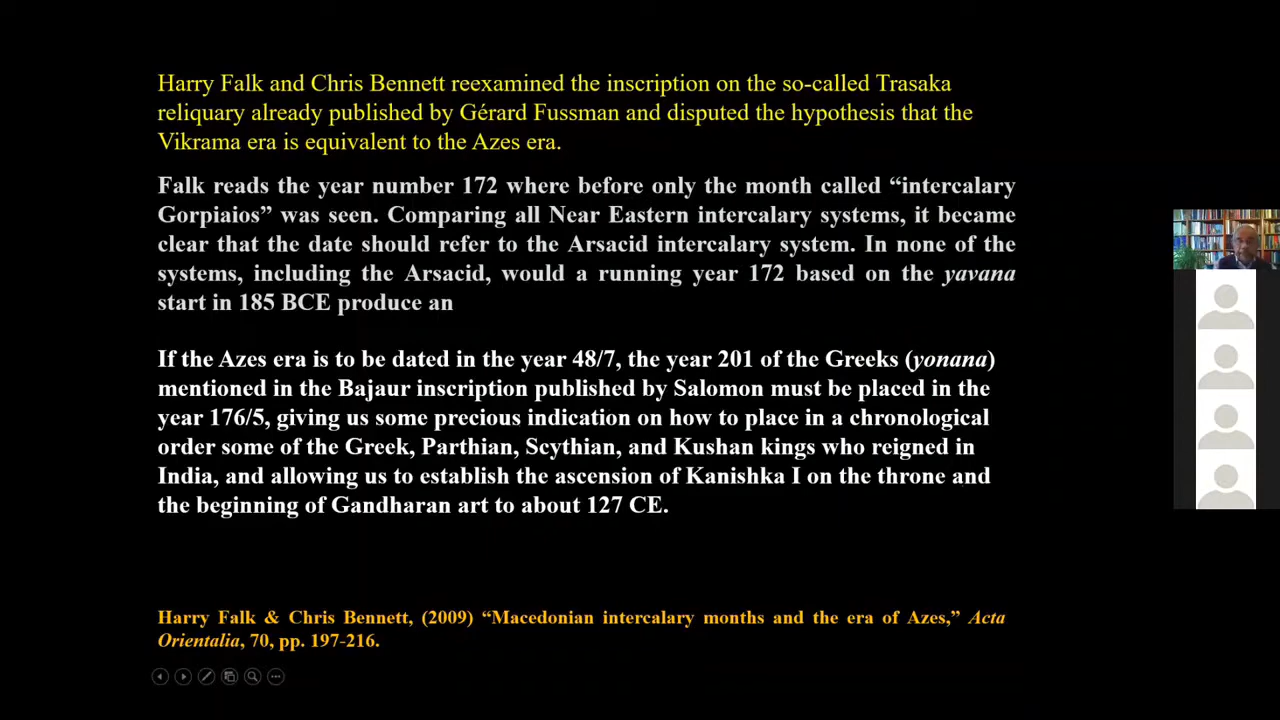 Harry Falk and Chris Bennett reexamined the inscription on the so-called Trasaka
reliquary already published by Gérard Fussman and disputed the hypothesis that the
Vikrama era is equivalent to the Azes era.
Falk reads the year number 172 where before only the month called “intercalary
Gorpiaios” was seen. Comparing all Near Eastern intercalary systems, it became
clear that the date should refer to the Arsacid intercalary system. In none of the
systems, including the Arsacid, would a running year 172 based on the yavana
start in 185 BCE produce an
If the Azes era is to be dated in the year 48/7, the year 201 of the Greeks (yonana)
mentioned in the Bajaur inscription published by Salomon must be placed in the
year 176/5, giving us some precious indication on how to place in a chronological
order some of the Greek, Parthian, Scythian, and Kushan kings who reigned in
India, and allowing us to establish the ascension of Kanishka I on the throne and
the beginning of Gandharan art to about 127 CE.
Harry Falk & Chris Bennett, (2009) “Macedonian intercalary months and the era of Azes,” Acta
Orientalia, 70, pp. 197-216.